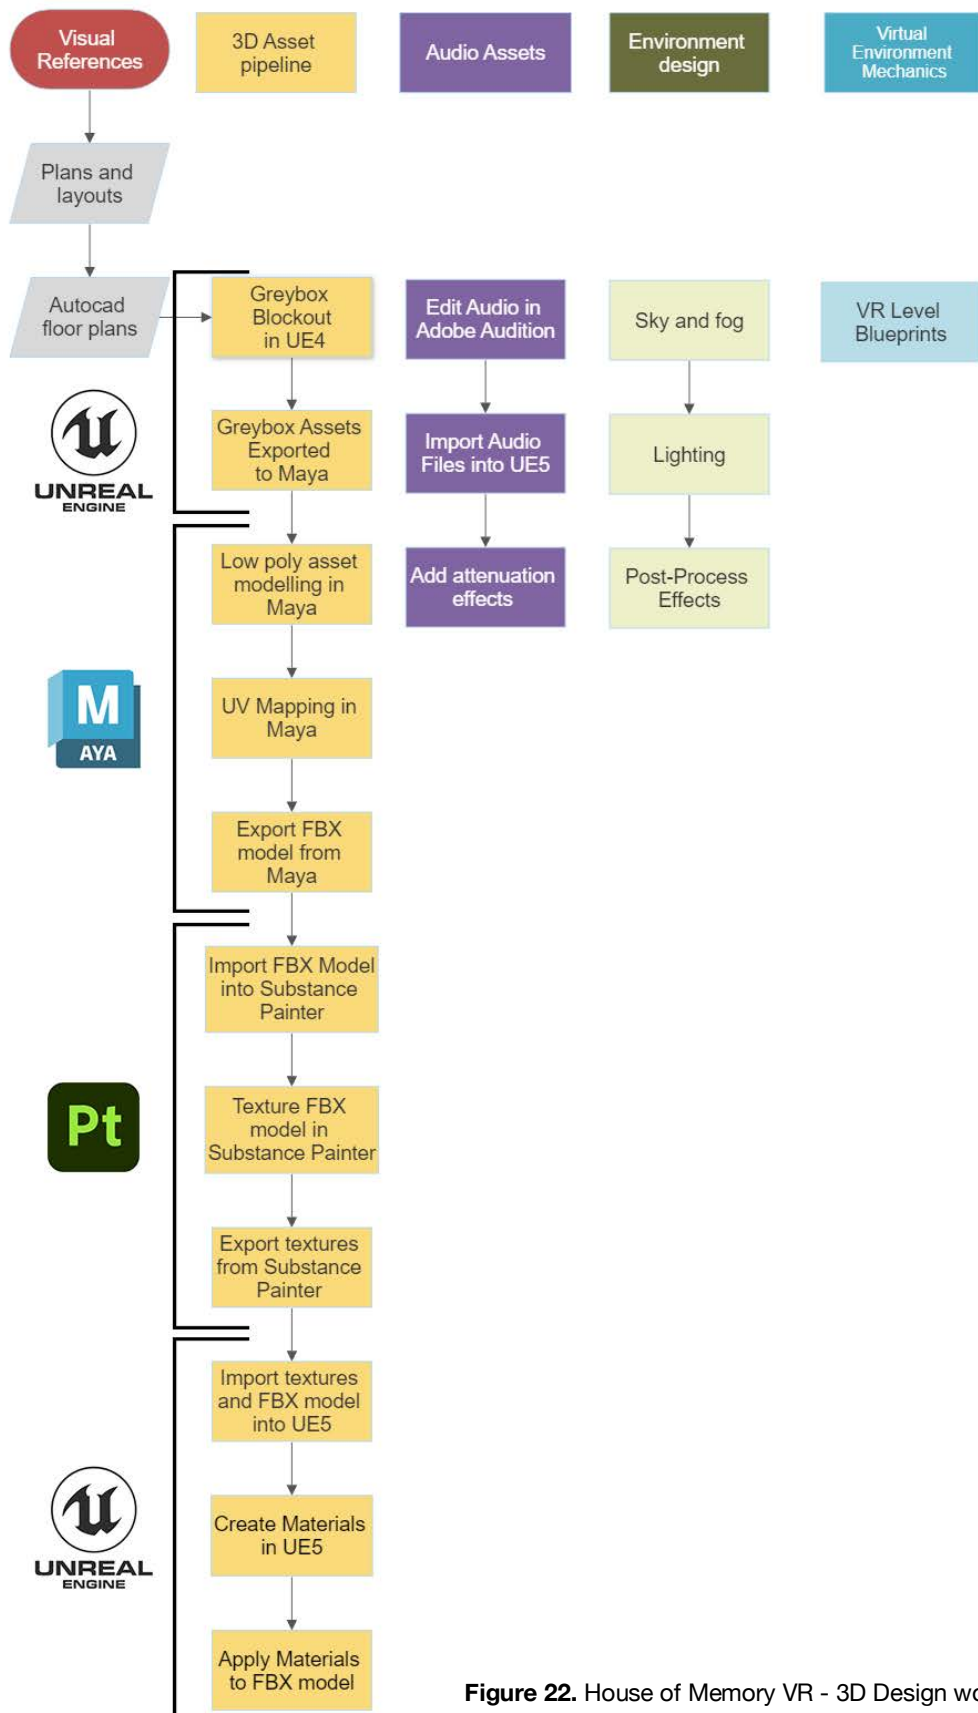 Visual
References
3D Asset
pipeline
Audio Assets
Environment
design
Virtual
Environment
Mechanics
Plans and
layouts
Autocad
floor plans
Greybox
Blockout
in UE4
Edit Audio in
Adobe Audition
Sky and fog
VR Level
Blueprints
UNREAL
ENGINE
Greybox Assets
Exported
to Maya
Import Audio
Files into UE5
Lighting
Low poly asset
modelling in
Maya
Add attenuation
effects
Post-Process
Effects
M
AYA
UV Mapping in
Maya
Export FBX
model from
Maya
Import FBX Model
into Substance
Painter
Pt
Texture FBX
model in
Substance Painter
Export textures
from Substance
Painter
Import textures
and FBX model
into UE5
UNREAL
ENGINE
Create Materials
in UE5
Apply Materials
to FBX model
Figure 22. House of Memory VR - 3D Design wo